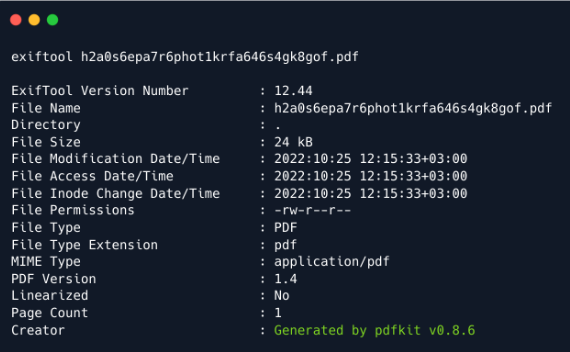 exiftool h2a0s6epa7r6phot1krfa646s4gk8gof.pdf
ExifTool Version Number : 12.44
File Name : h2a0s6epa7r6phot1krfa646s4gk8gof.pdf
Directory : .
File Size : 24 kB
File Modification Date/Time : 2022:10:25 12:15:33+03:00
File Access Date/Time : 2022:10:25 12:15:33+03:00
File Inode Change Date/Time : 2022:10:25 12:15:33+03:00
File Permissions : -rw-r--r--
File Type : PDF
File Type Extension : pdf
MIME Type : application/pdf
PDF Version : 1.4
Linearized : No
Page Count : 1
Creator : Generated by pdfkit v0.8.6